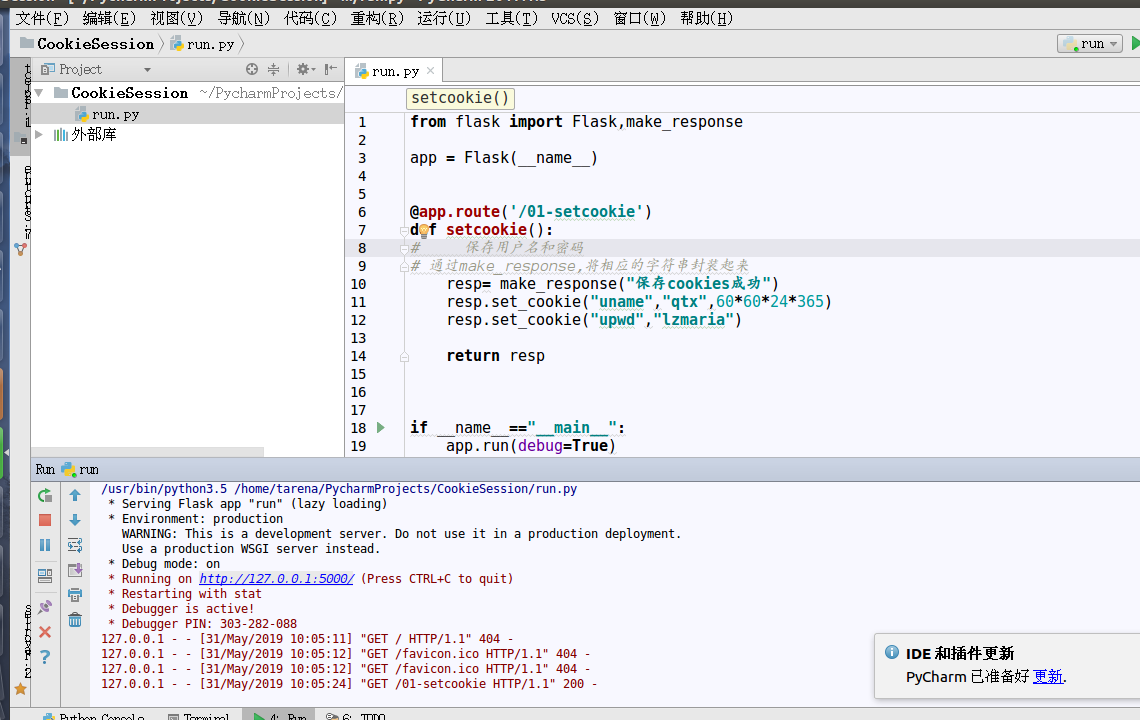 文件(F) 编辑(E) 视图(V) 导航(N) 代码(C) 重构(R) 运行(U) 工具(T) VCS(S) 窗口(W) 帮助(H)
CookieSession run.py run
Project
run.py
CookieSession ~/PycharmProjects/
run.py
外部库
setcookie()
1 from flask import Flask,make_response
2
3 app = Flask(__name__)
4
5
6 @app.route('/01-setcookie')
7 def setcookie():
8 # 保存用户名和密码
9 # 通过make_response,将相应的字符串封装起来
10 resp= make_response("保存cookies成功")
11 resp.set_cookie("uname","qtx",60*60*24*365)
12 resp.set_cookie("upwd","lzmaria")
13
14 return resp
15
16
17
18 if __name__=="__main__":
19 app.run(debug=True)
Run run
/usr/bin/python3.5 /home/tarena/PycharmProjects/CookieSession/run.py
* Serving Flask app "run" (lazy loading)
* Environment: production
WARNING: This is a development server. Do not use it in a production deployment.
Use a production WSGI server instead.
* Debug mode: on
* Running on http://127.0.0.1:5000/ (Press CTRL+C to quit)
* Restarting with stat
* Debugger is active!
* Debugger PIN: 303-282-088
127.0.0.1 - - [31/May/2019 10:05:11] "GET / HTTP/1.1" 404 -
127.0.0.1 - - [31/May/2019 10:05:12] "GET /favicon.ico HTTP/1.1" 404 -
127.0.0.1 - - [31/May/2019 10:05:12] "GET /favicon.ico HTTP/1.1" 404 -
127.0.0.1 - - [31/May/2019 10:05:24] "GET /01-setcookie HTTP/1.1" 200 -
IDE 和插件更新
PyCharm 已准备好 更新.
Python Console Terminal 4: Run 6: TODO